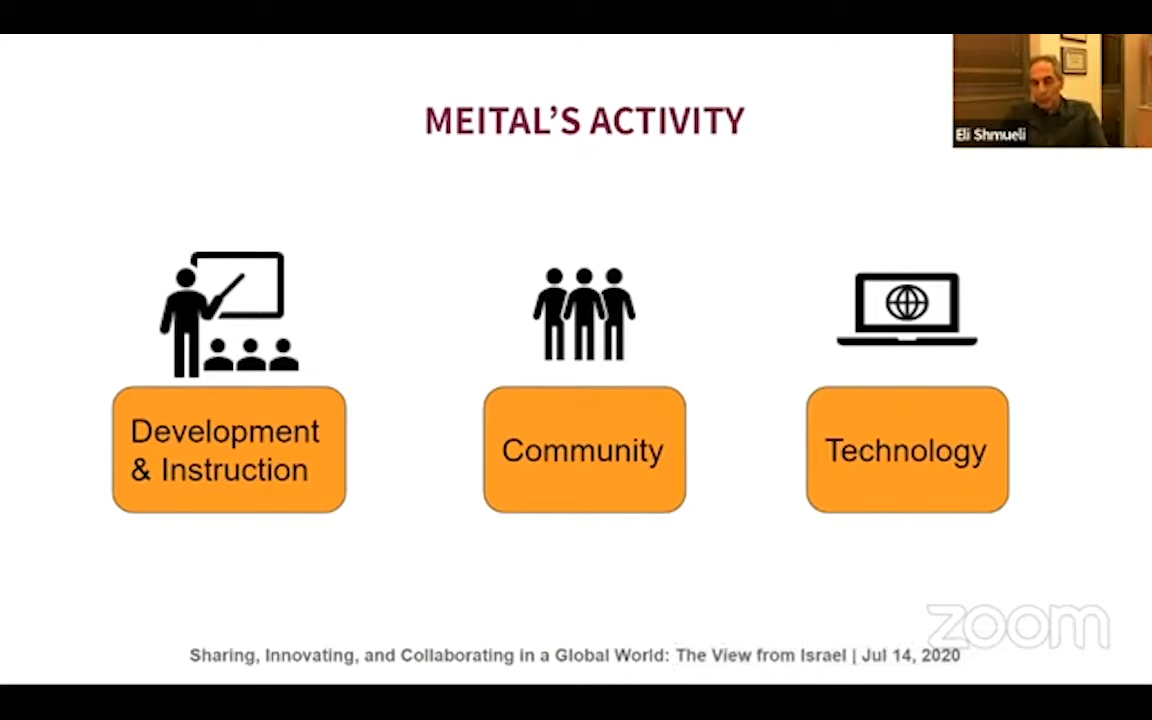 MEITAL'S ACTIVITY
Eli Shmueli
Development
& Instruction
Community
Technology
zoom
Sharing, Innovating, and Collaborating in a Global World: The View from Israel | Jul 14, 2020